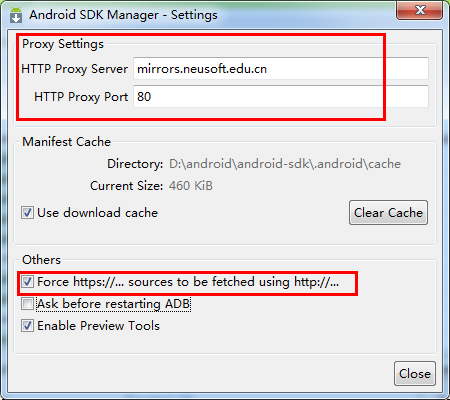 Android SDK Manager - Settings
Proxy Settings
HTTP Proxy Server mirrors.neusoft.edu.cn
HTTP Proxy Port 80
Manifest Cache
Directory: D:\android\android-sdk\.android\cache
Current Size: 460 KiB
Use download cache Clear Cache
Others
Force https://... sources to be fetched using http://...
Ask before restarting ADB
Enable Preview Tools
Close